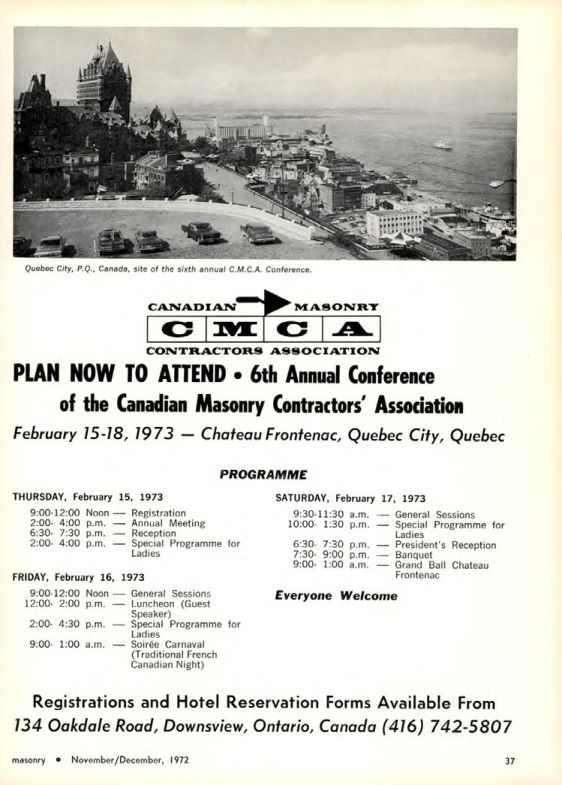 Quebec City, P.Q., Canada, site of the sixth annual C.M.C.A. Conference.
CANADIAN MASONRY
C M C A
CONTRACTORS ASSOCIATION
PLAN NOW TO ATTEND • 6th Annual Conference
of the Canadian Masonry Contractors' Association
February 15-18, 1973 — Chateau Frontenac, Quebec City, Quebec
PROGRAMME
THURSDAY, February 15, 1973
9:00-12:00 Noon — Registration
2:00- 4:00 p.m. — Annual Meeting
6:30- 7:30 p.m. — Reception
2:00- 4:00 p.m. — Special Programme for
Ladies
FRIDAY, February 16, 1973
9:00-12:00 Noon — General Sessions
12:00- 2:00 p.m. — Luncheon (Guest
Speaker)
2:00- 4:30 p.m. — Special Programme for
Ladies
9:00- 1:00 a.m. — Soirée Carnaval
(Traditional French
Canadian Night)
SATURDAY, February 17, 1973
9:30-11:30 a.m. — General Sessions
10:00- 1:30 p.m. — Special Programme for
Ladies
6:30- 7:30 p.m. — President's Reception
7:30- 9:00 p.m. — Banquet
9:00- 1:00 a.m. — Grand Ball Chateau
Frontenac
Everyone Welcome
Registrations and Hotel Reservation Forms Available From
134 Oakdale Road, Downsview, Ontario, Canada (416) 742-5807
masonry • November/December, 1972
37